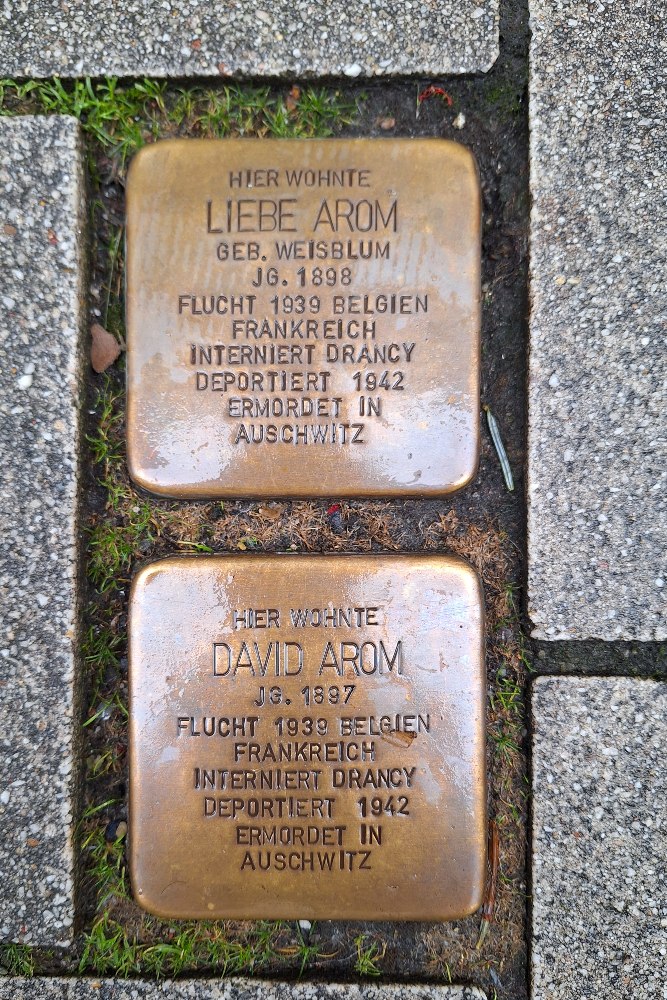 HIER WOHNTE
LIEBE AROM
GEB. WEISBLUM
JG. 1898
FLUCHT 1939 BELGIEN
FRANKREICH
INTERNIERT DRANCY
DEPORTIERT 1942
ERMORDET IN
AUSCHWITZ
HIER WOHNTE
DAVID AROM
JG. 1897
FLUCHT 1939 BELGIEN
FRANKREICH
INTERNIERT DRANCY
DEPORTIERT 1942
ERMORDET IN
AUSCHWITZ